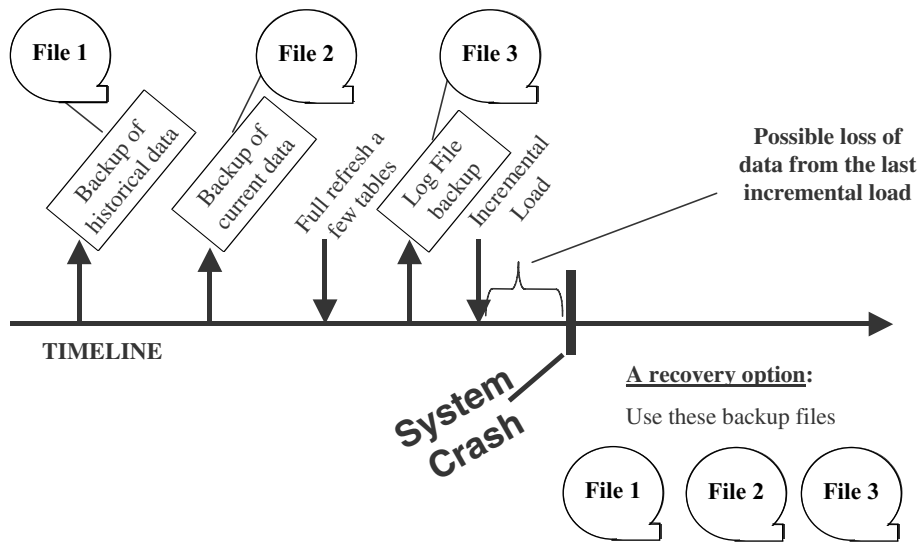 File 1
File 2
File 3
Backup of
historical data
Backup of
current data
Full refresh a
few tables
Log File
backup
Incremental
Load
Possible loss of
data from the last
incremental load
TIMELINE
System
Crash
A recovery option:
Use these backup files
File 1
File 2
File 3